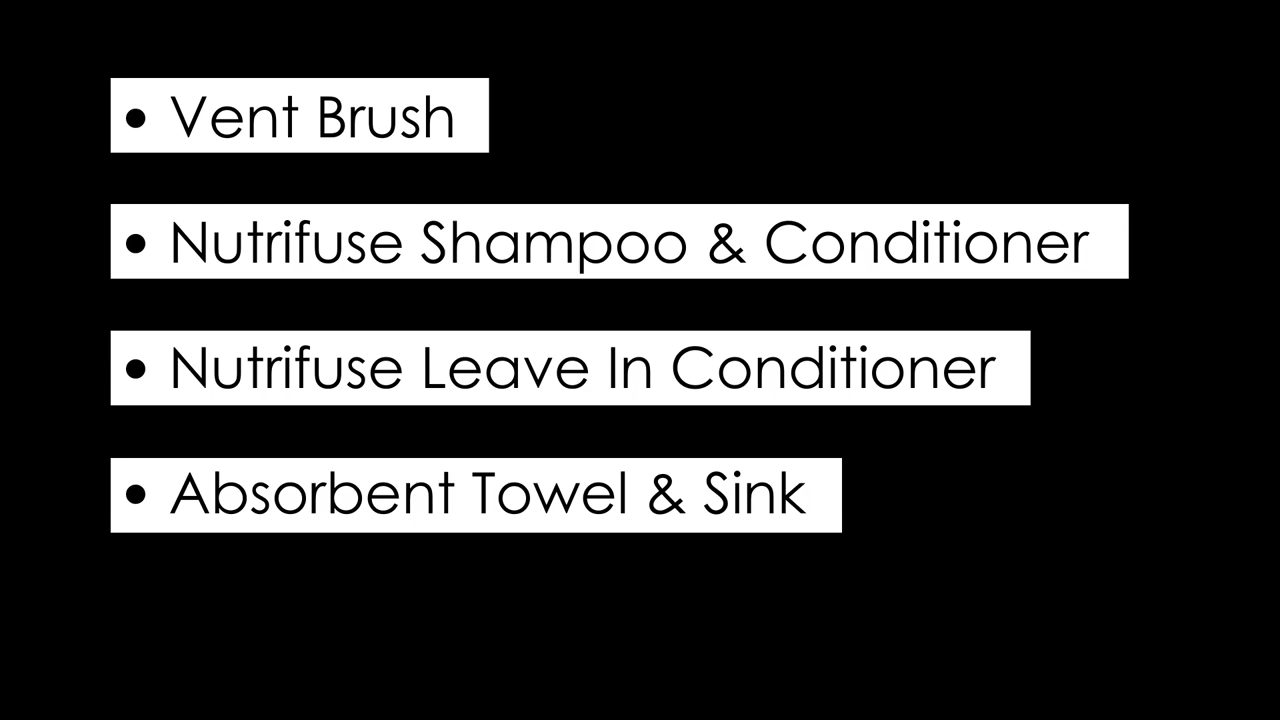 • Vent Brush
• Nutrifuse Shampoo & Conditioner
• Nutrifuse Leave In Conditioner
• Absorbent Towel & Sink